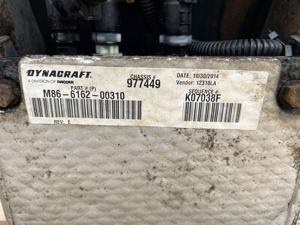 DYNACRAFT
A DIVISION OF PACCAR
PART # (P)
M86-6162-00310
REV. E
CHASSIS #
977449
DATE: 10/30/2014
Vendor: 12310LA
SEQUENCE #
K07038F